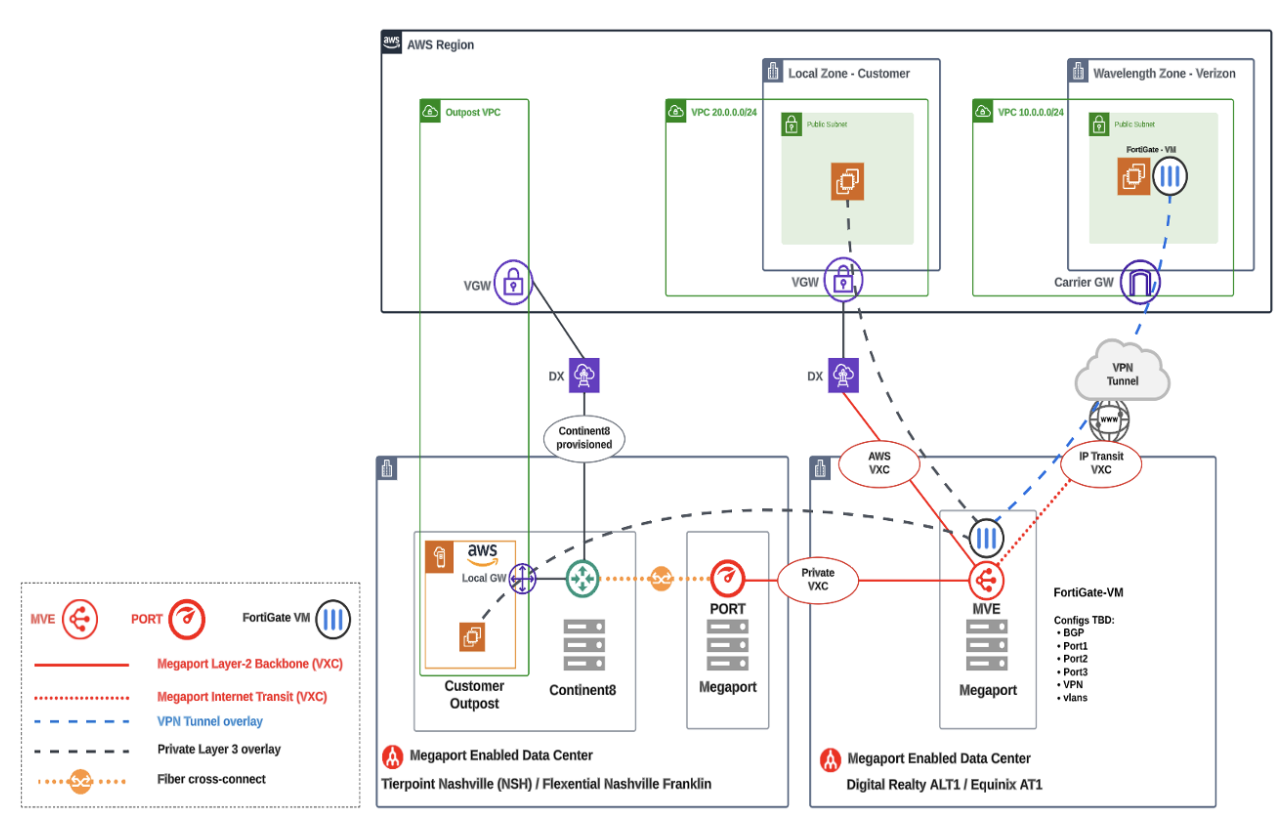 aws
AWS Region
Local Zone - Customer
Wavelength Zone - Verizon
Outpost VPC
VPC 20.0.0.0/24
VPC 10.0.0.0/24
Public Subnet
Public Subnet
FortiGate - VM
VGW
VGW
Carrier GW
DX
DX
VPN
Tunnel
WWW
Continent8
provisioned
AWS
VXC
IP Transit
VXC
aws
Local GW
Private
VXC
PORT
MVE
Customer
Outpost
Continent8
Megaport
Megaport
FortiGate-VM
Configs TBD:
• BGP
• Port1
• Port2
• Port3
• VPN
• vlans
Megaport Enabled Data Center
Tierpoint Nashville (NSH) / Flexential Nashville Franklin
Megaport Enabled Data Center
Digital Realty ALT1 / Equinix AT1
MVE
PORT
FortiGate VM
Megaport Layer-2 Backbone (VXC)
Megaport Internet Transit (VXC)
VPN Tunnel overlay
Private Layer 3 overlay
Fiber cross-connect